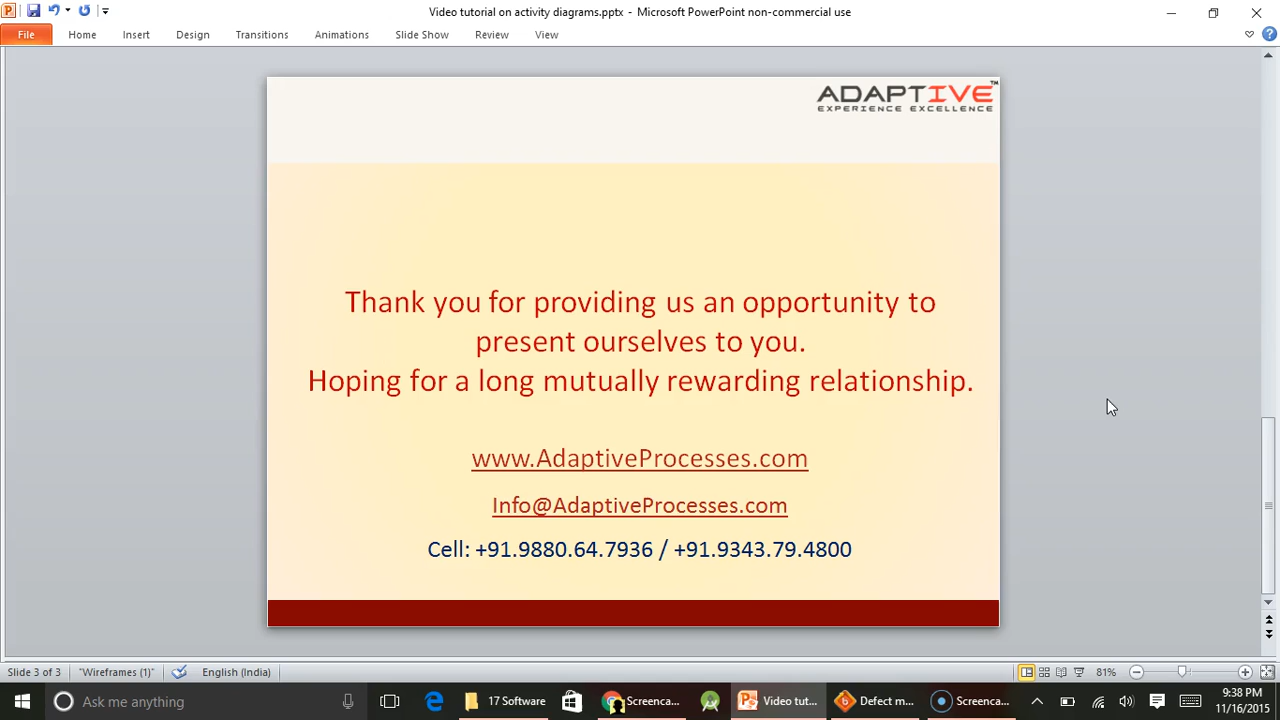 Video tutorial on activity diagrams.pptx - Microsoft PowerPoint non-commercial use
File Home Insert Design Transitions Animations Slide Show Review View
ADAPTIVE™
EXPERIENCE EXCELLENCE
Thank you for providing us an opportunity to
present ourselves to you.
Hoping for a long mutually rewarding relationship.
www.AdaptiveProcesses.com
Info@AdaptiveProcesses.com
Cell: +91.9880.64.7936 / +91.9343.79.4800
Slide 3 of 3 "Wireframes (1)" English (India) 81%
Ask me anything 17 Software Screenca... Video tut... Defect m... Screenca... 9:38 PM
11/16/2015